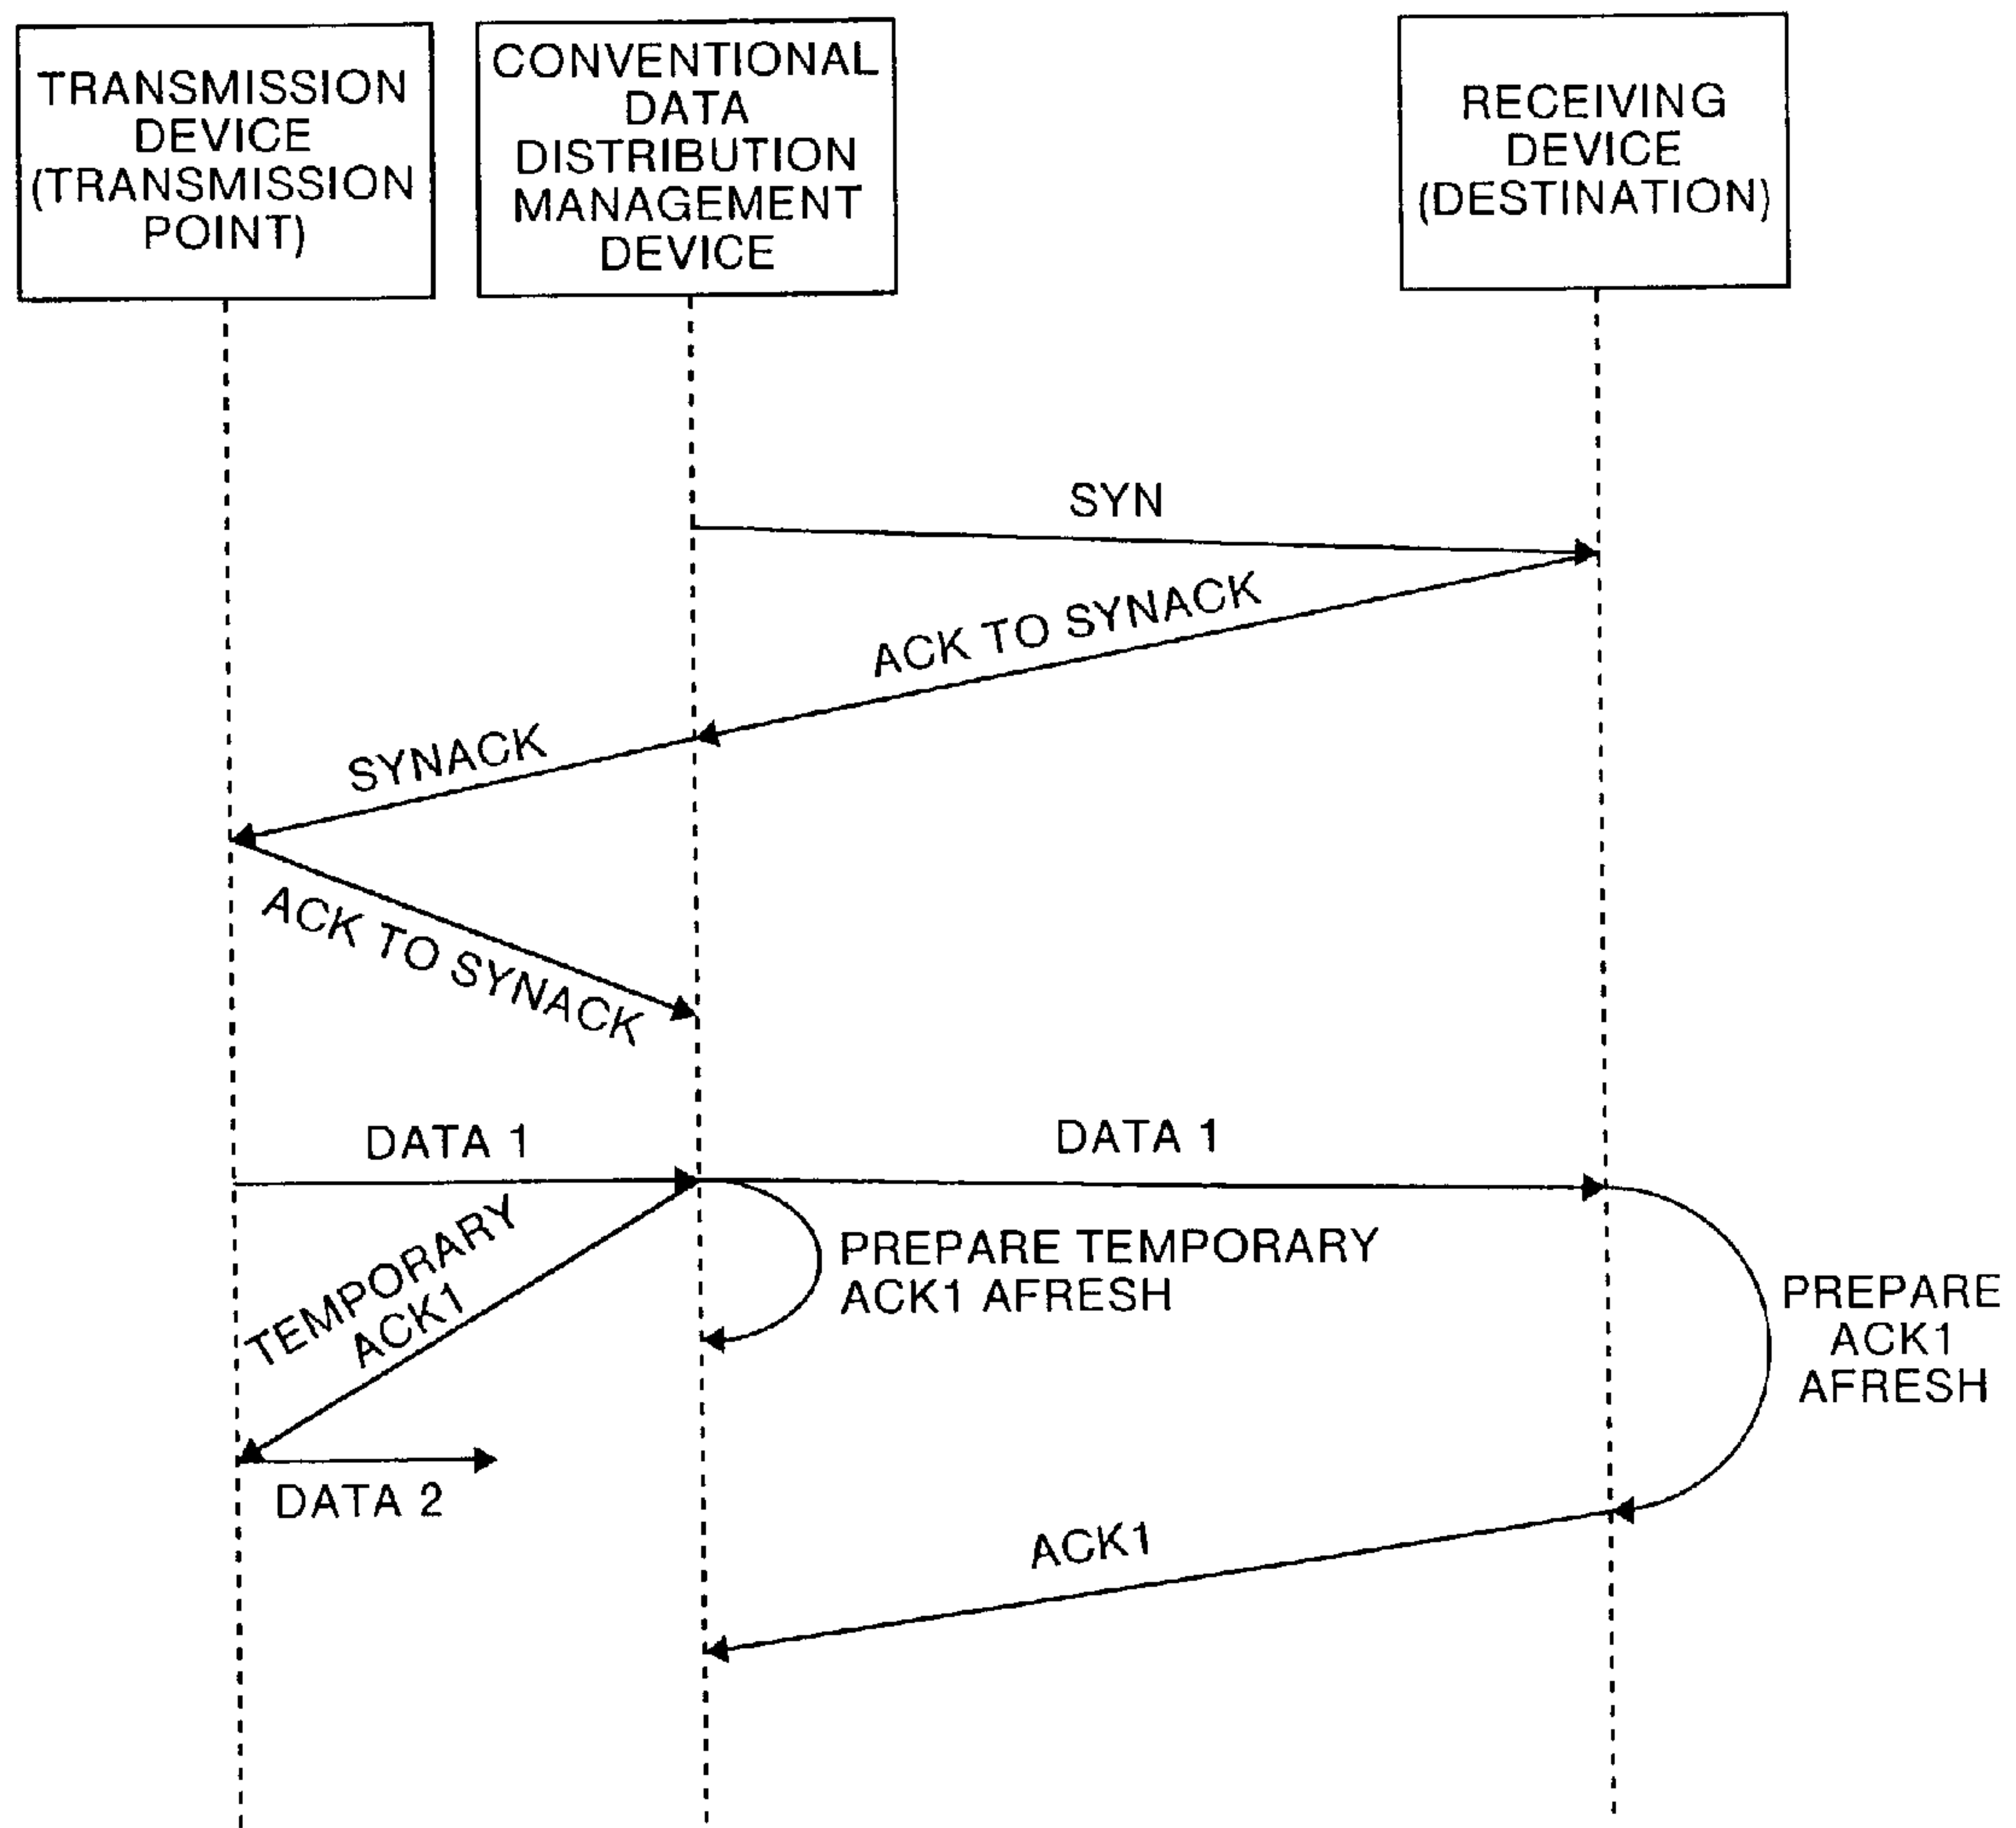 TRANSMISSION
DEVICE
(TRANSMISSION
POINT)
CONVENTIONAL
DATA
DISTRIBUTION
MANAGEMENT
DEVICE
RECEIVING
DEVICE
(DESTINATION)
SYN
ACK TO SYNACK
SYNACK
ACK TO SYNACK
DATA 1
DATA 1
TEMPORARY
ACK1
PREPARE TEMPORARY
ACK1 AFRESH
PREPARE
ACK1
AFRESH
DATA 2
ACK1